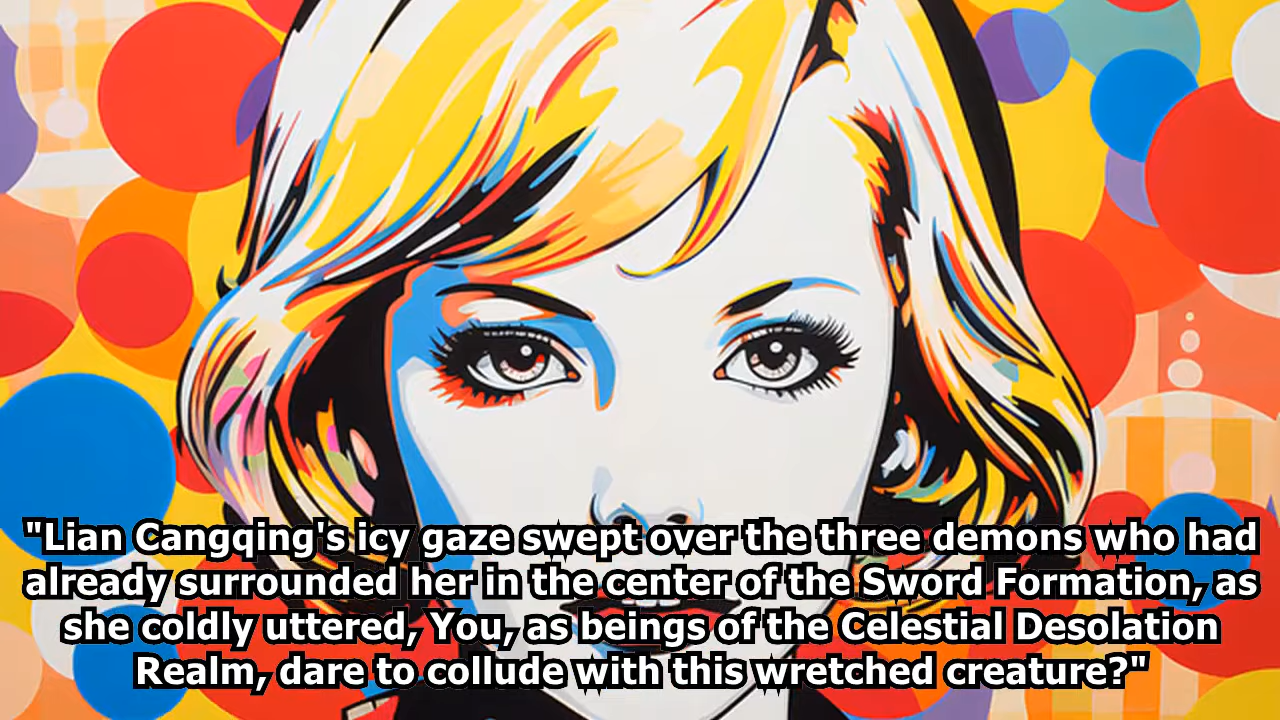 "Lian Cangqing's icy gaze swept over the three demons who had
already surrounded her in the center of the Sword Formation, as
she coldly uttered, You, as beings of the Celestial Desolation
Realm, dare to collude with this wretched creature?"